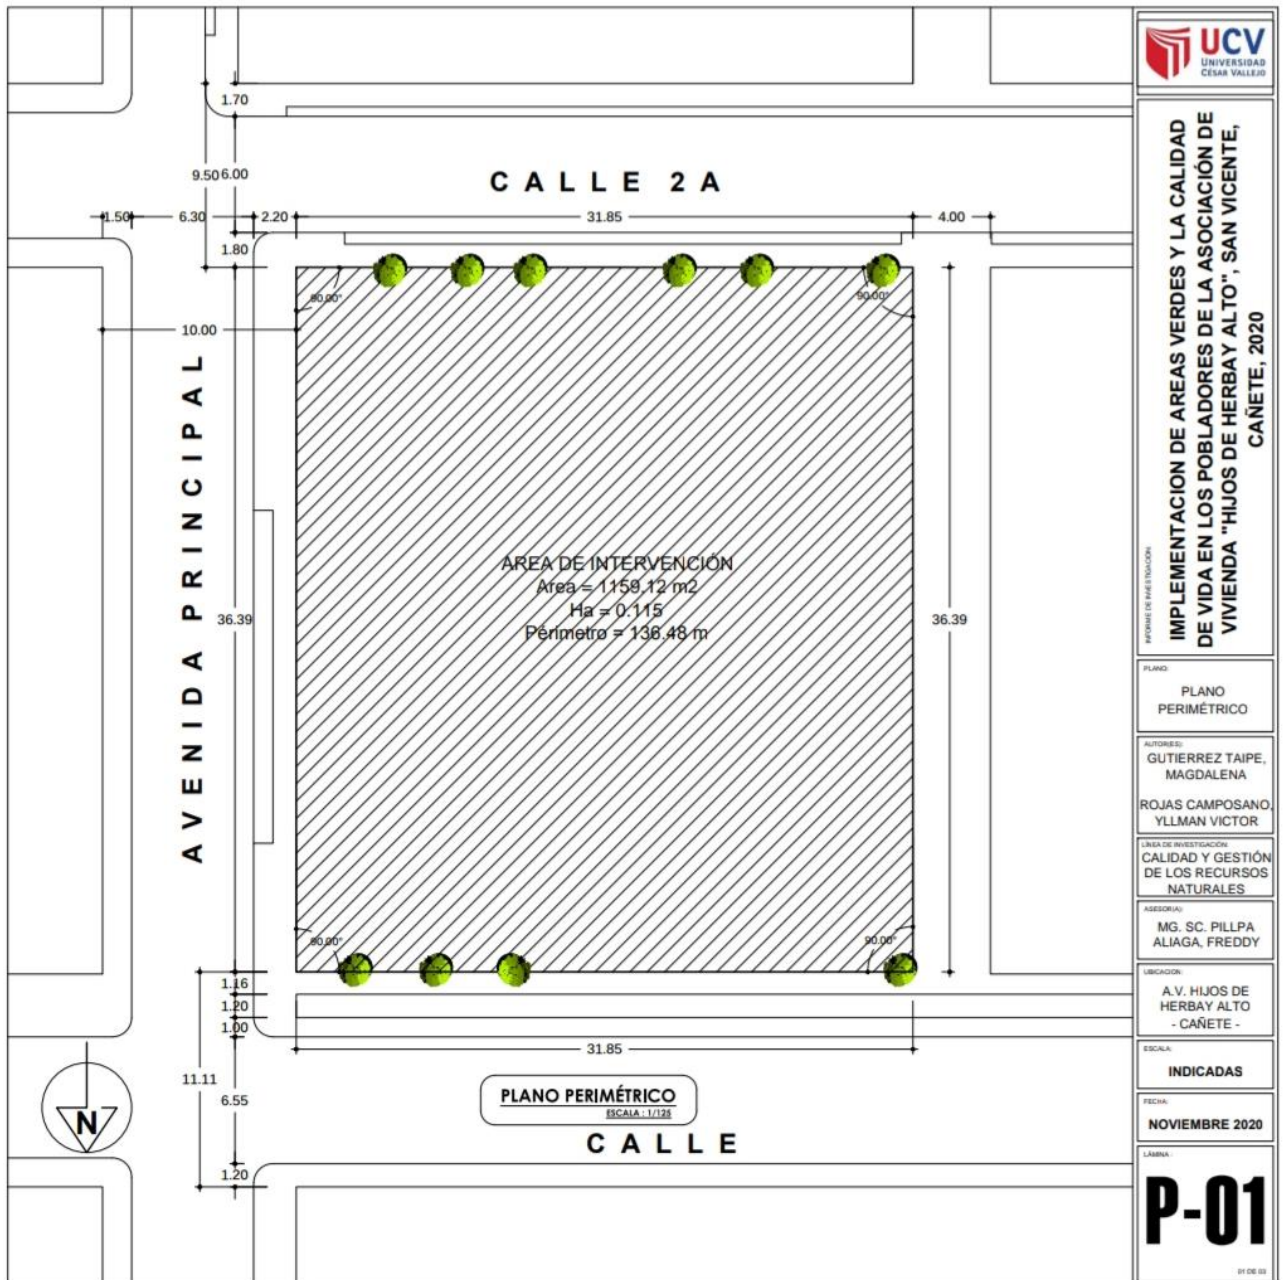 1.70
9.50
6.00
CALLE 2A
1.50
6.30
2.20
31.85
4.00
1.80
90.00°
90.00°
10.00
AVENIDA PRINCIPAL
36.39
36.39
AREA DE INTERVENCIÓN
Area = 1159.12 m2
Ha = 0.115
Périmetro = 136.48 m
90.00°
90.00°
1.16
1.20
1.00
31.85
11.11
6.55
1.20
N
PLANO PERIMÉTRICO
ESCALA : 1/125
CALLE
UCV
UNIVERSIDAD
CÉSAR VALLEJO
INFORME DE INVESTIGACION:
IMPLEMENTACION DE AREAS VERDES Y LA CALIDAD
DE VIDA EN LOS POBLADORES DE LA ASOCIACIÓN DE
VIVIENDA "HIJOS DE HERBAY ALTO", SAN VICENTE,
CAÑETE, 2020
PLANO:
PLANO
PERIMÉTRICO
AUTOR(ES):
GUTIERREZ TAIPE,
MAGDALENA
ROJAS CAMPOSANO,
YLLMAN VICTOR
LÍNEA DE INVESTIGACIÓN:
CALIDAD Y GESTIÓN
DE LOS RECURSOS
NATURALES
ASESOR(A):
MG. SC. PILLPA
ALIAGA, FREDDY
UBICACION:
A.V. HIJOS DE
HERBAY ALTO
- CAÑETE -
ESCALA:
INDICADAS
FECHA:
NOVIEMBRE 2020
LÁMINA :
P-01
01 DE 03